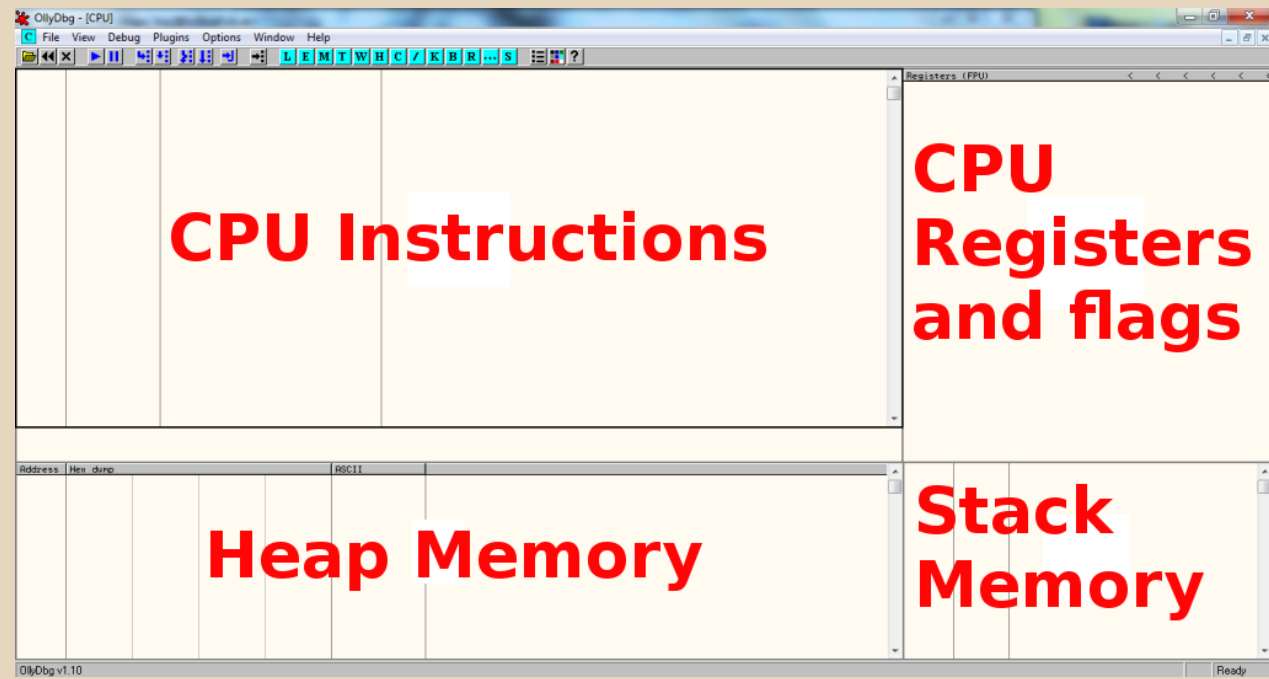 OllyDbg - [CPU]
C File View Debug Plugins Options Window Help
L E M T W H C / K B R ... S ?
Registers (FPU) < < < < < <
CPU Instructions
CPU
Registers
and flags
Address Hex dump ASCII
Heap Memory
Stack
Memory
OllyDbg v1.10 Ready